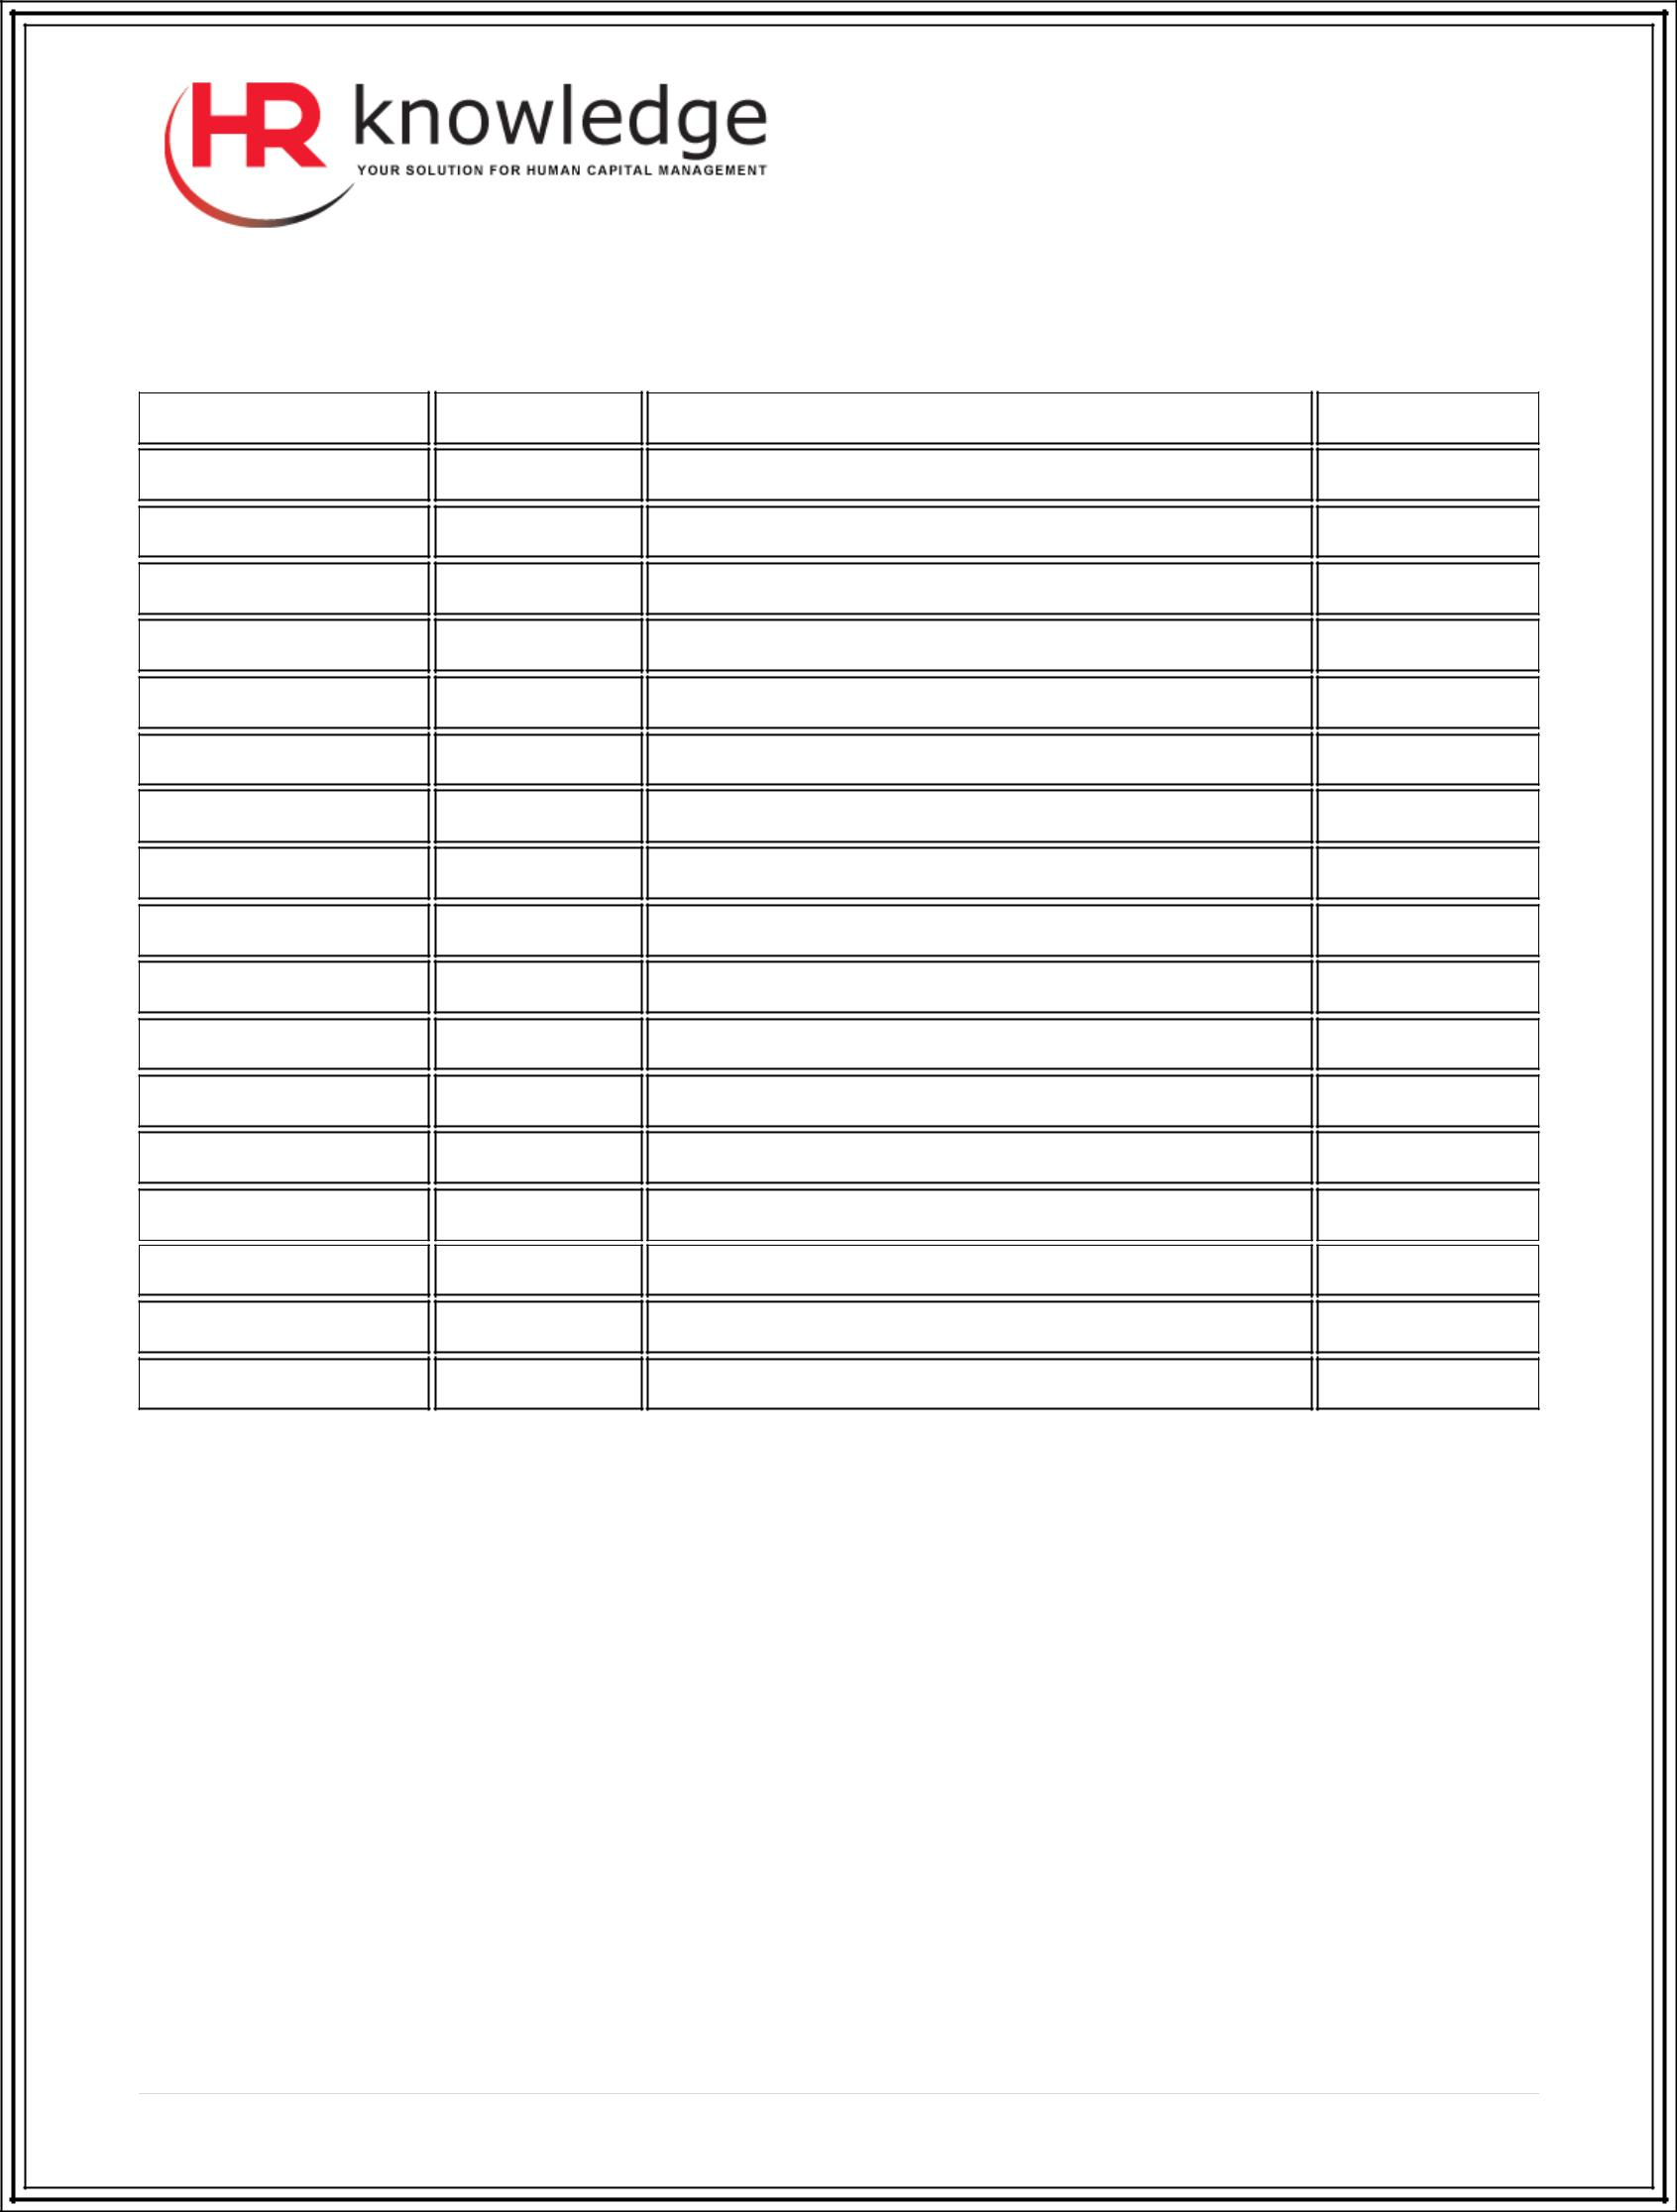 HR knowledge
YOUR SOLUTION FOR HUMAN CAPITAL MANAGEMENT